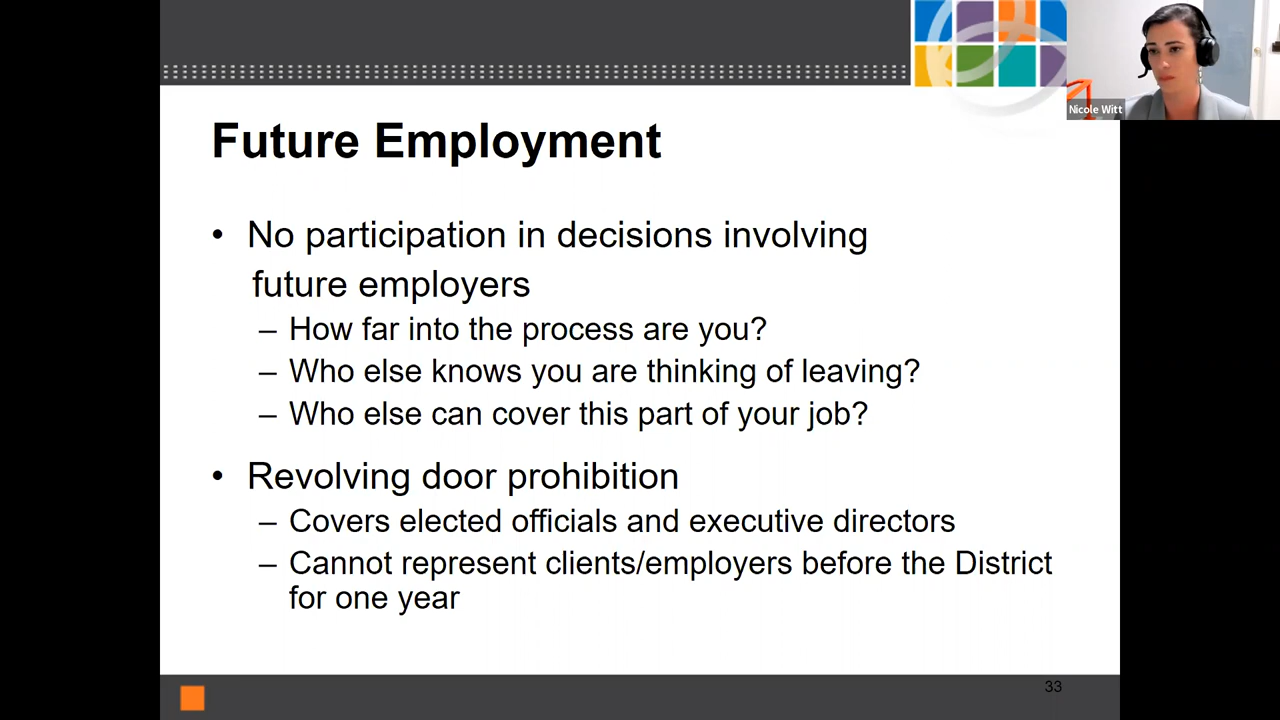 Nicole Witt
Future Employment
• No participation in decisions involving
future employers
– How far into the process are you?
– Who else knows you are thinking of leaving?
– Who else can cover this part of your job?
• Revolving door prohibition
– Covers elected officials and executive directors
– Cannot represent clients/employers before the District
for one year
33